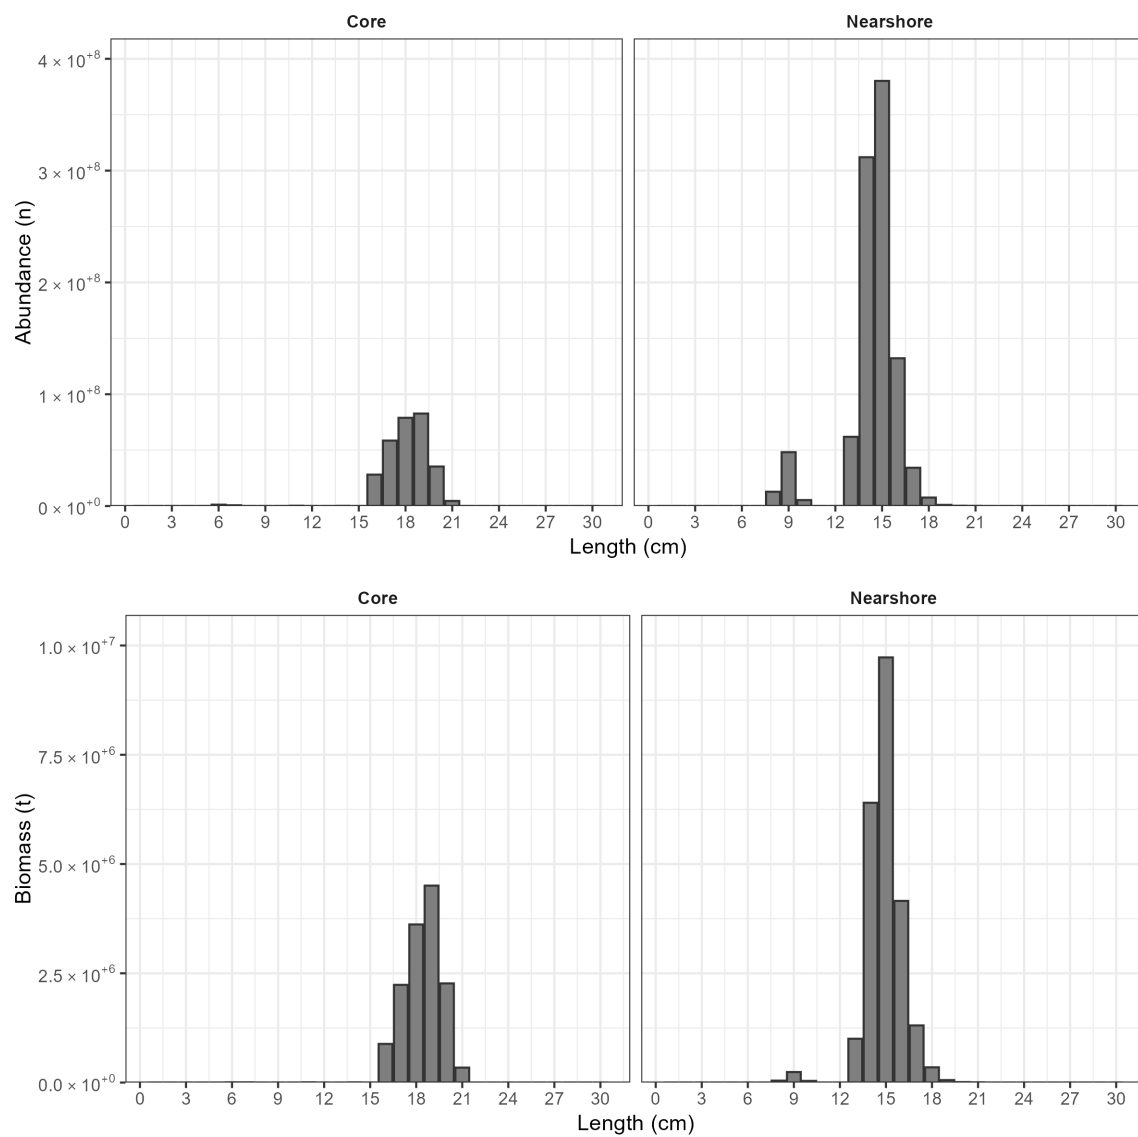 Core Nearshore
4 × 10⁺⁸
3 × 10⁺⁸
2 × 10⁺⁸
1 × 10⁺⁸
0 × 10⁺⁰
Abundance (n)
0 3 6 9 12 15 18 21 24 27 30 0 3 6 9 12 15 18 21 24 27 30
Length (cm)
Core Nearshore
1.0 × 10⁺⁷
7.5 × 10⁺⁶
5.0 × 10⁺⁶
2.5 × 10⁺⁶
0.0 × 10⁺⁰
Biomass (t)
0 3 6 9 12 15 18 21 24 27 30 0 3 6 9 12 15 18 21 24 27 30
Length (cm)